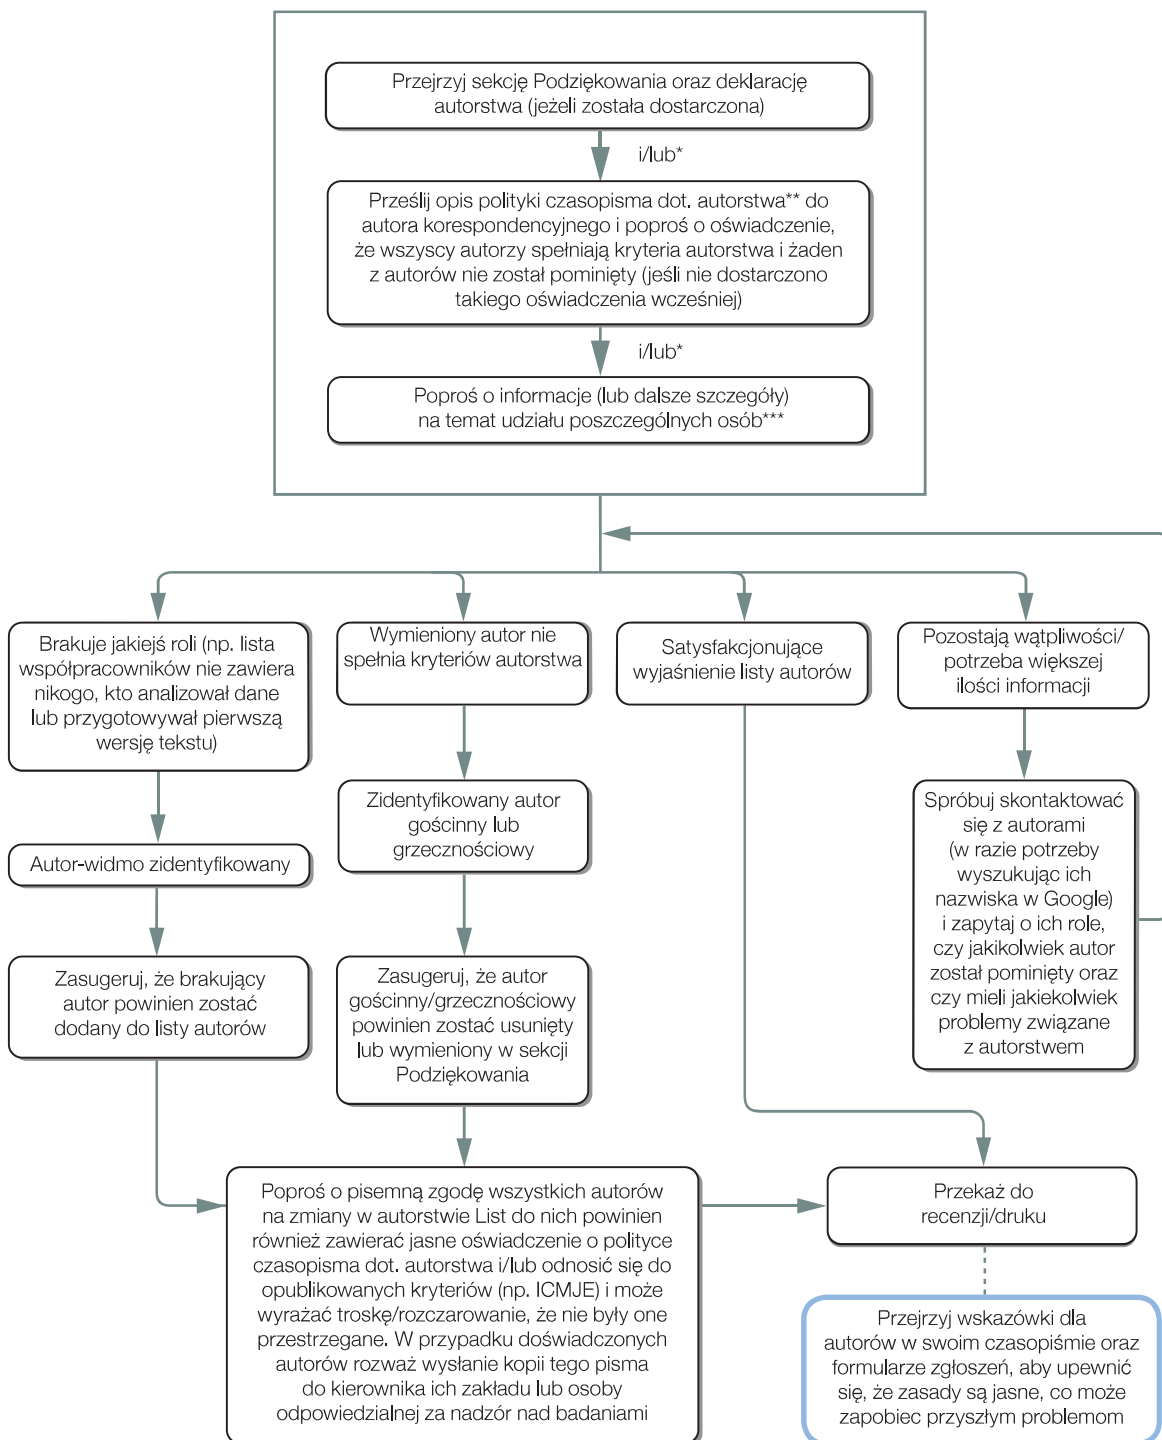 Przejrzyj sekcję Podziękowania oraz deklarację
autorstwa (jeżeli została dostarczona)
i/lub*
Prześlij opis polityki czasopisma dot. autorstwa** do
autora korespondencyjnego i poproś o oświadczenie,
że wszyscy autorzy spełniają kryteria autorstwa i żaden
z autorów nie został pominięty (jeśli nie dostarczono
takiego oświadczenia wcześniej)
i/lub*
Poproś o informacje (lub dalsze szczegóły)
na temat udziału poszczególnych osób***
Brakuje jakiejś roli (np. lista
współpracowników nie zawiera
nikogo, kto analizował dane
lub przygotowywał pierwszą
wersję tekstu)
Autor-widmo zidentyfikowany
Zasugeruj, że brakujący
autor powinien zostać
dodany do listy autorów
Wymieniony autor nie
spełnia kryteriów autorstwa
Zidentyfikowany autor
gościnny lub
grzecznościowy
Zasugeruj, że autor
gościnny/grzecznościowy
powinien zostać usunięty
lub wymieniony w sekcji
Podziękowania
Satysfakcjonujące
wyjaśnienie listy autorów
Pozostają wątpliwości/
potrzeba większej
ilości informacji
Spróbuj skontaktować
się z autorami
(w razie potrzeby
wyszukując ich
nazwiska w Google)
i zapytaj o ich role,
czy jakikolwiek autor
został pominięty oraz
czy mieli jakiekolwiek
problemy związane
z autorstwem
Poproś o pisemną zgodę wszystkich autorów
na zmiany w autorstwie List do nich powinien
również zawierać jasne oświadczenie o polityce
czasopisma dot. autorstwa i/lub odnosić się do
opublikowanych kryteriów (np. ICMJE) i może
wyrażać troskę/rozczarowanie, że nie były one
przestrzegane. W przypadku doświadczonych
autorów rozważ wysłanie kopii tego pisma
do kierownika ich zakładu lub osoby
odpowiedzialnej za nadzór nad badaniami
Przekaż do
recenzji/druku
Przejrzyj wskazówki dla
autorów w swoim czasopiśmie oraz
formularze zgłoszeń, aby upewnić
się, że zasady są jasne, co może
zapobiec przyszłym problemom